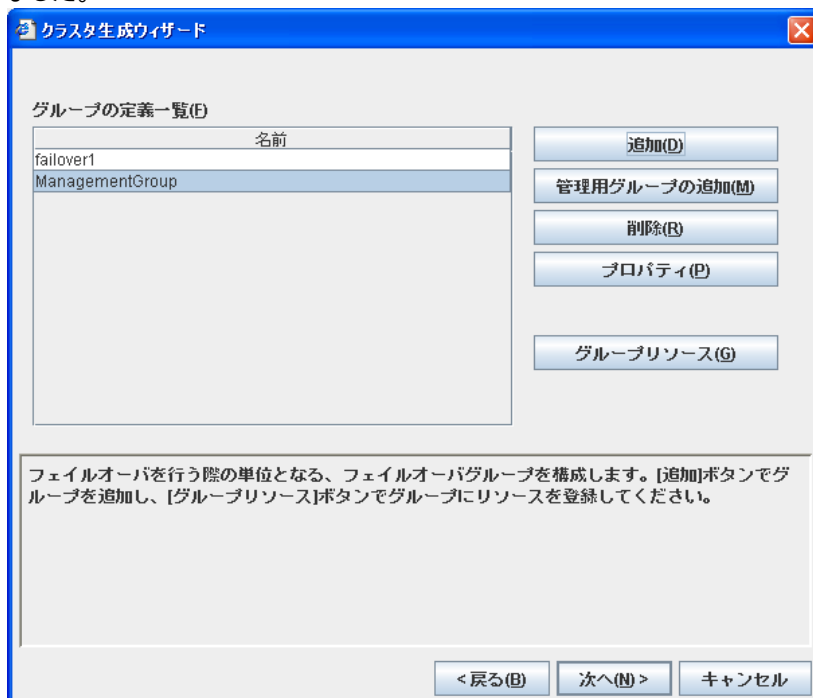 ました。
クラスタ生成ウィザード
グループの定義一覧(F)
名前
failover1
ManagementGroup
追加(D)
管理用グループの追加(M)
削除(R)
プロパティ(P)
グループリソース(G)
フェイルオーバを行う際の単位となる、フェイルオーバグループを構成します。[追加]ボタンでグ
ループを追加し、[グループリソース]ボタンでグループにリソースを登録してください。
<戻る(B)
次へ(N)>
キャンセル